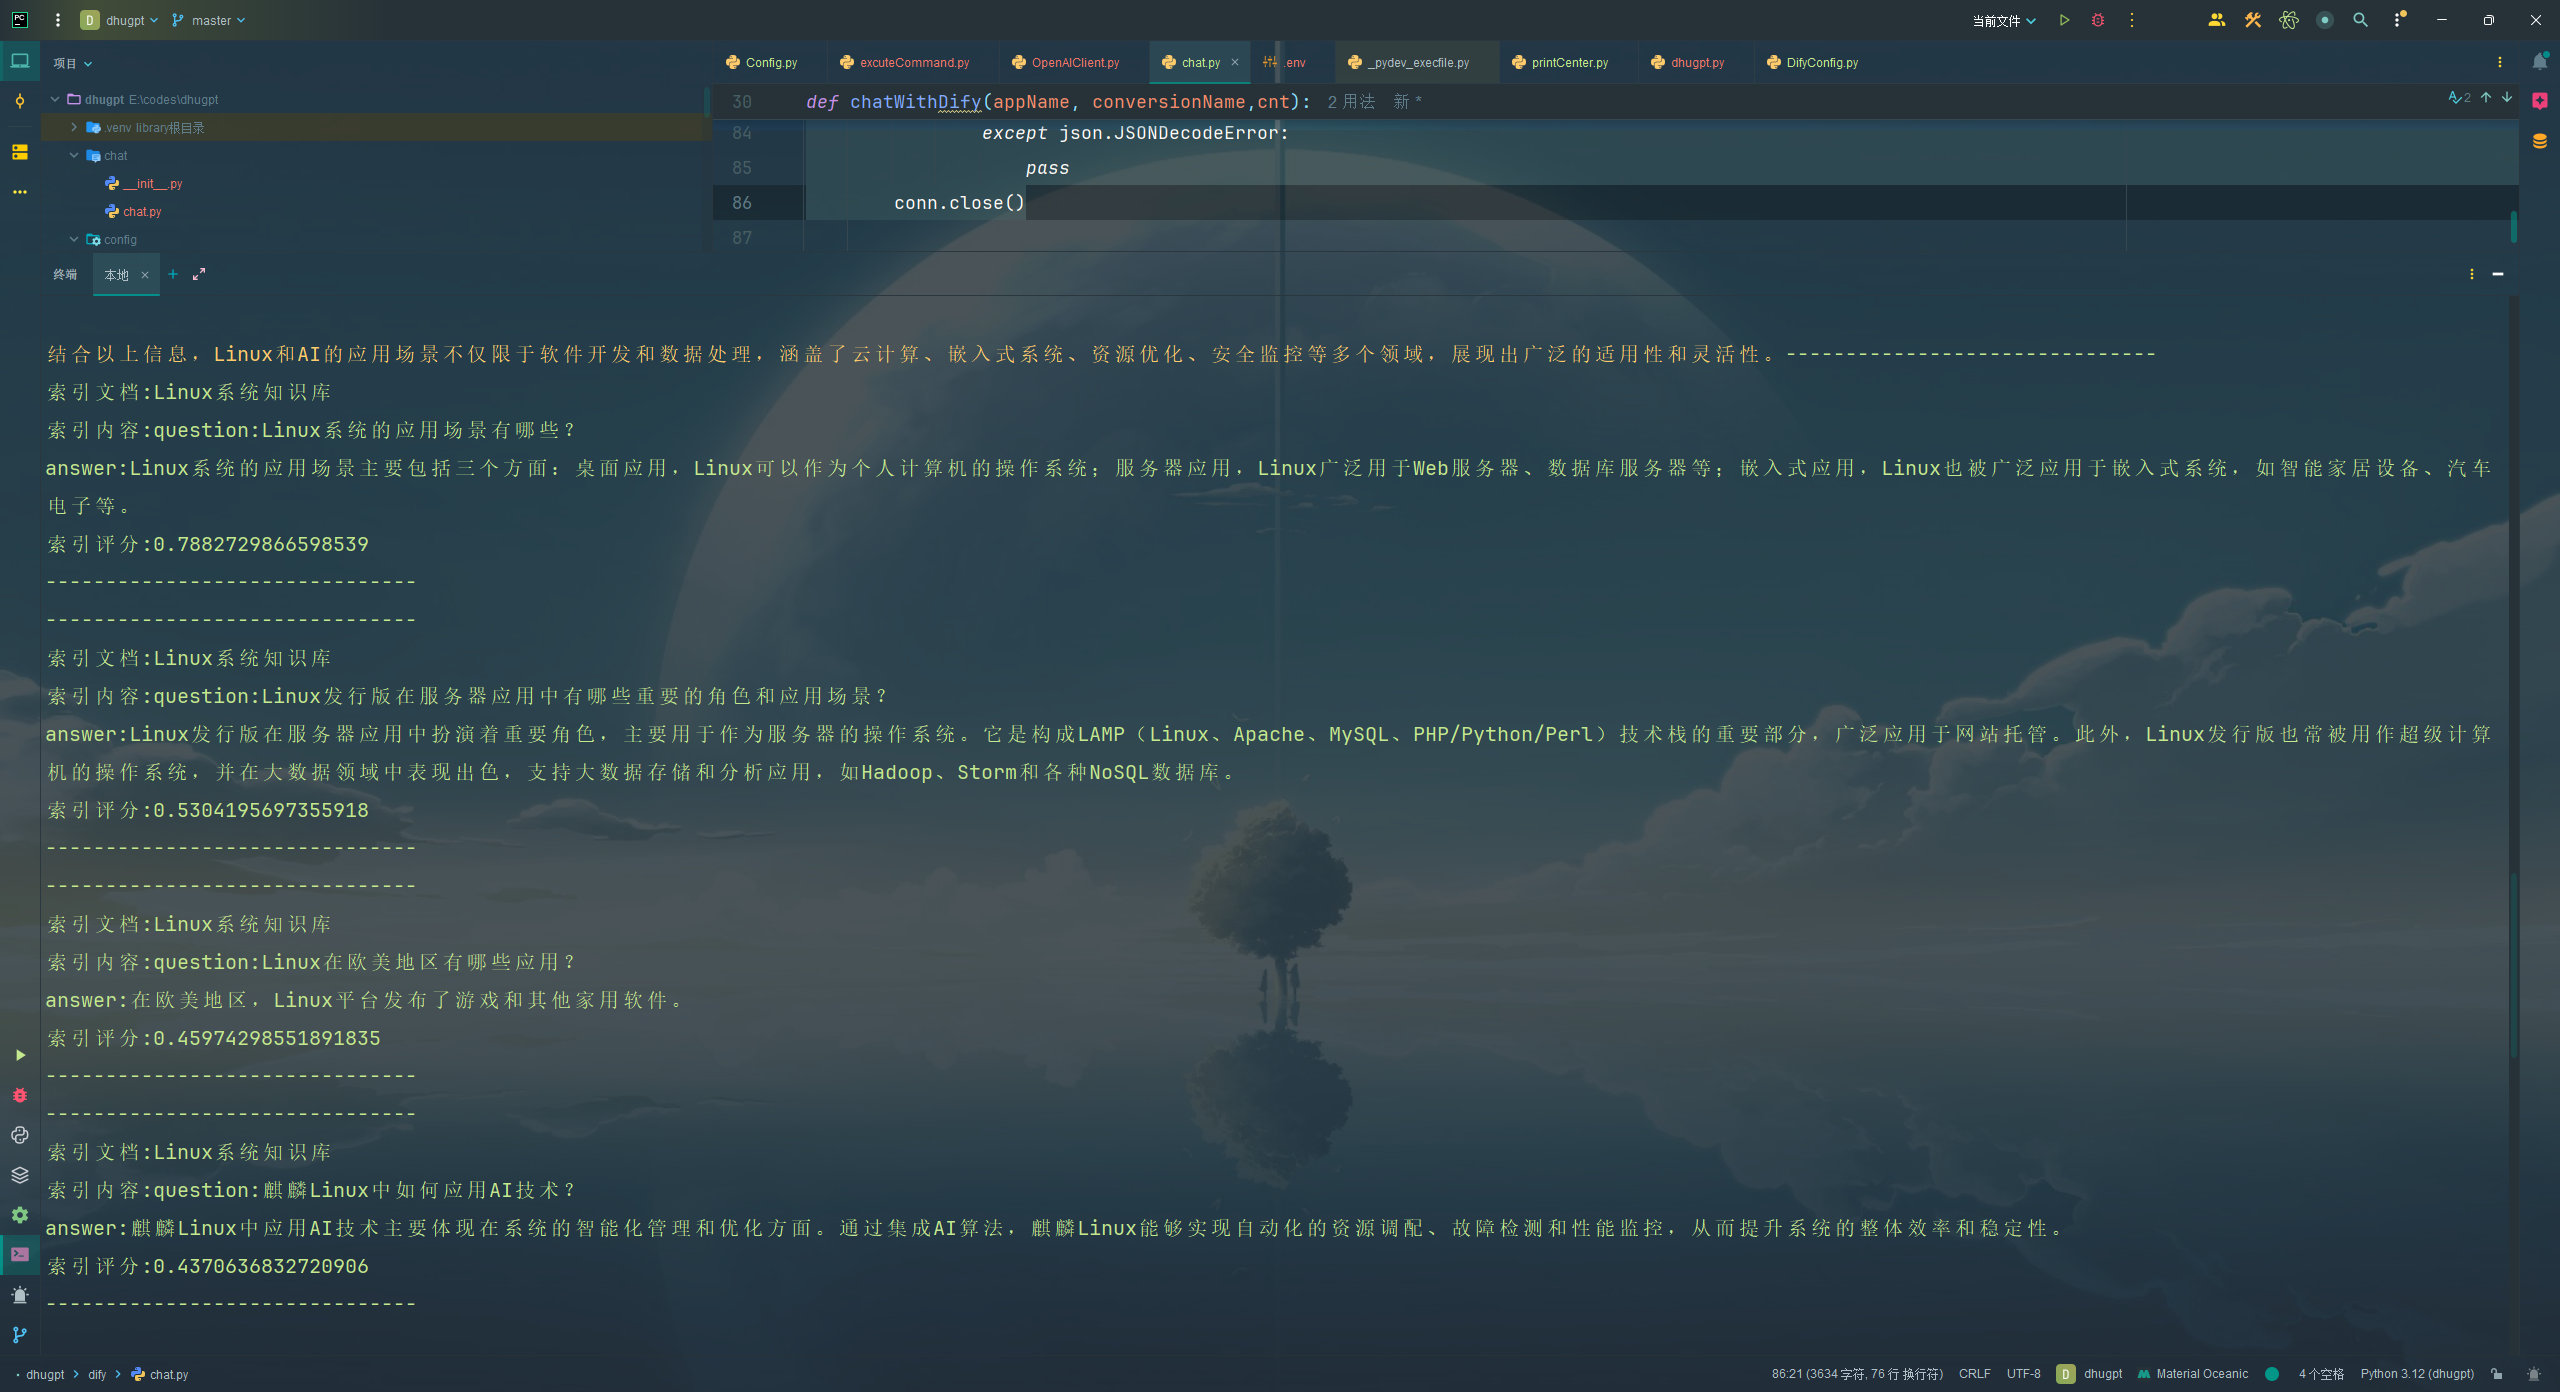 PC
D dhugpt master 当前文件
项目 Config.py excuteCommand.py OpenAIClient.py chat.py × .env _pydev_execfile.py printCenter.py dhugpt.py DifyConfig.py
dhugpt E:\codes\dhugpt
.venv library根目录
chat
__init__.py
chat.py
config
30 def chatWithDify(appName, conversionName,cnt): 2 用法 新 *
2
84 except json.JSONDecodeError:
85 pass
86 conn.close()
87
终端 本地 × +
结合以上信息，Linux和AI的应用场景不仅限于软件开发和数据处理，涵盖了云计算、嵌入式系统、资源优化、安全监控等多个领域，展现出广泛的适用性和灵活性。-------------------------------
索引文档:Linux系统知识库
索引内容:question:Linux系统的应用场景有哪些？
answer:Linux系统的应用场景主要包括三个方面：桌面应用，Linux可以作为个人计算机的操作系统；服务器应用，Linux广泛用于Web服务器、数据库服务器等；嵌入式应用，Linux也被广泛应用于嵌入式系统，如智能家居设备、汽车
电子等。
索引评分:0.7882729866598539
-------------------------------
-------------------------------
索引文档:Linux系统知识库
索引内容:question:Linux发行版在服务器应用中有哪些重要的角色和应用场景？
answer:Linux发行版在服务器应用中扮演着重要角色，主要用于作为服务器的操作系统。它是构成LAMP（Linux、Apache、MySQL、PHP/Python/Perl）技术栈的重要部分，广泛应用于网站托管。此外，Linux发行版也常被用作超级计算
机的操作系统，并在大数据领域中表现出色，支持大数据存储和分析应用，如Hadoop、Storm和各种NoSQL数据库。
索引评分:0.5304195697355918
-------------------------------
-------------------------------
索引文档:Linux系统知识库
索引内容:question:Linux在欧美地区有哪些应用？
answer:在欧美地区，Linux平台发布了游戏和其他家用软件。
索引评分:0.45974298551891835
-------------------------------
-------------------------------
索引文档:Linux系统知识库
索引内容:question:麒麟Linux中如何应用AI技术？
answer:麒麟Linux中应用AI技术主要体现在系统的智能化管理和优化方面。通过集成AI算法，麒麟Linux能够实现自动化的资源调配、故障检测和性能监控，从而提升系统的整体效率和稳定性。
索引评分:0.4370636832720906
-------------------------------
dhugpt > dify > chat.py 86:21 (3634 字符, 76 行 换行符) CRLF UTF-8 D dhugpt Material Oceanic 4 个空格 Python 3.12 (dhugpt)